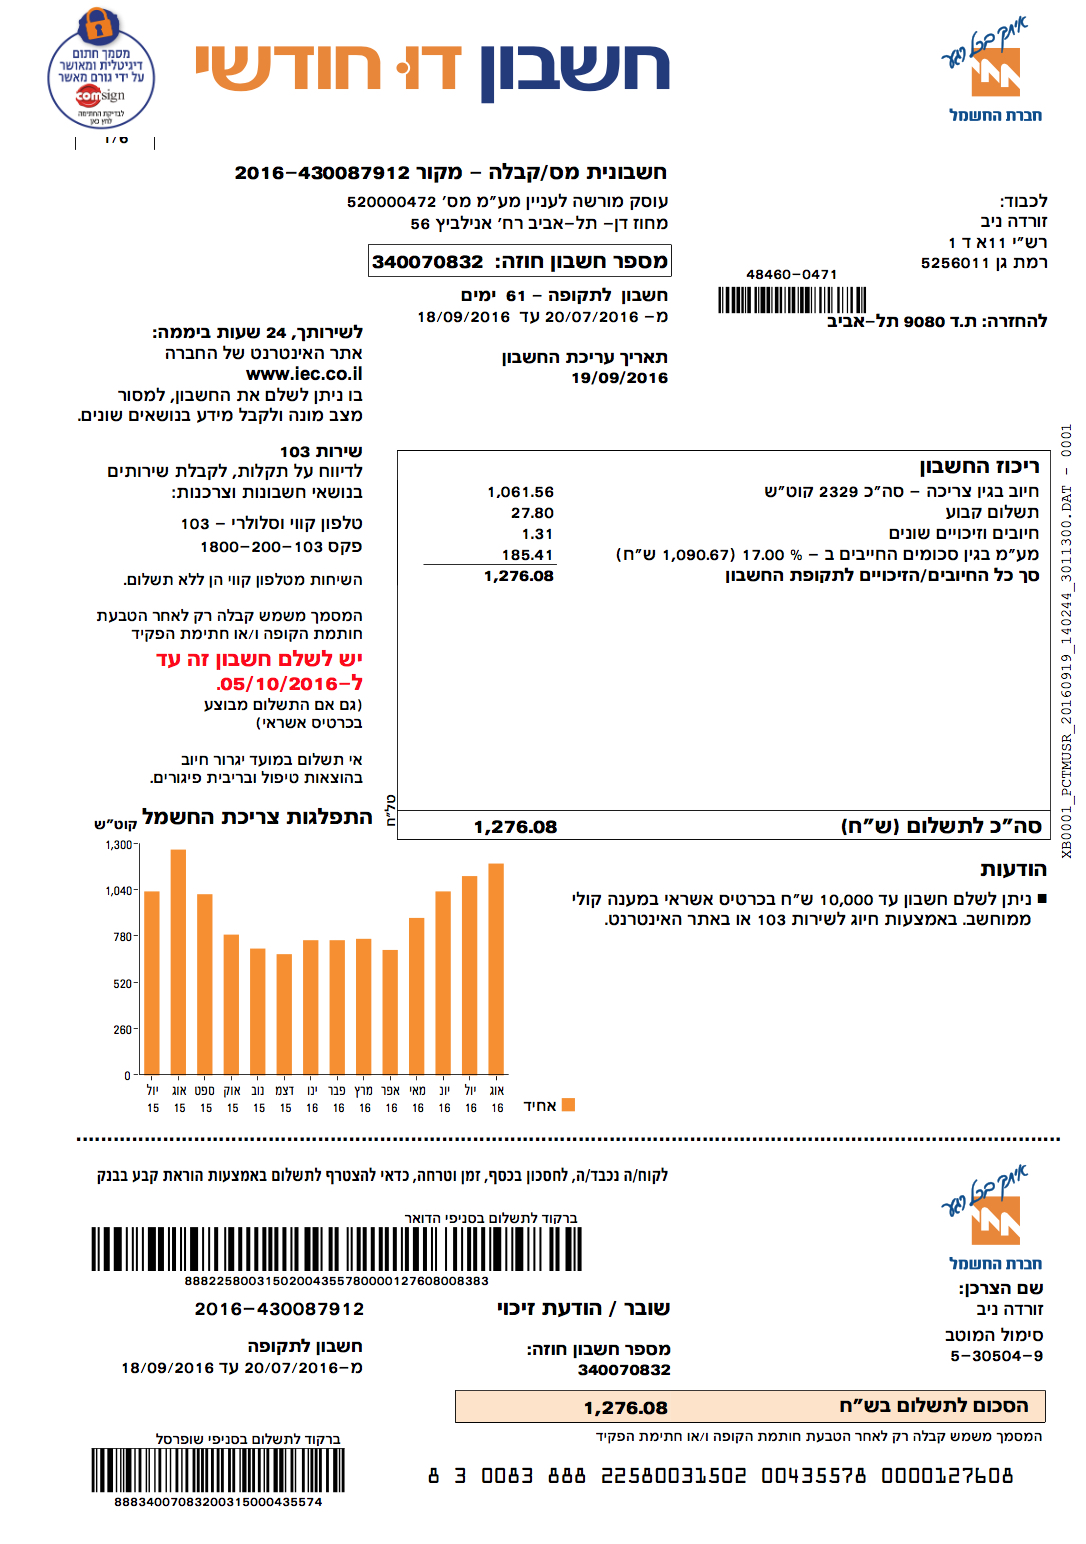 מסמך חתום
דיגיטלית ומאושר
על ידי גורם מאשר
comsign
לבדיקת החתימה
לחץ כאן
חשבון דו-חודשי
איתך בכל רגע
חברת החשמל
1/6
חשבונית מס/קבלה – מקור 2016-430087912
עוסק מורשה לעניין מע"מ מס' 520000472
מחוז דן- תל-אביב רח' אנילביץ 56
מספר חשבון חוזה: 340070832
חשבון לתקופה – 61 ימים
מ- 20/07/2016 עד 18/09/2016
תאריך עריכת החשבון
19/09/2016
לכבוד:
זורדה ניב
רש"י 11א ד 1
רמת גן 5256011
48460-0471
להחזרה: ת.ד 9080 תל-אביב
לשירותך, 24 שעות ביממה:
אתר האינטרנט של החברה
www.iec.co.il
בו ניתן לשלם את החשבון, למסור
מצב מונה ולקבל מידע בנושאים שונים.
שירות 103
לדיווח על תקלות, לקבלת שירותים
בנושאי חשבונות וצרכנות:
טלפון קווי וסלולרי – 103
פקס 1800-200-103
השיחות מטלפון קווי הן ללא תשלום.
המסמך משמש קבלה רק לאחר הטבעת
חותמת הקופה ו/או חתימת הפקיד
יש לשלם חשבון זה עד
ל-05/10/2016.
(גם אם התשלום מבוצע
בכרטיס אשראי)
אי תשלום במועד יגרור חיוב
בהוצאות טיפול ובריבית פיגורים.
ריכוז החשבון
חיוב בגין צריכה – סה"כ 2329 קוט"ש 1,061.56
תשלום קבוע 27.80
חיובים וזיכויים שונים 1.31
מע"מ בגין סכומים החייבים ב – % 17.00 (1,090.67 ש"ח) 185.41
סך כל החיובים/הזיכויים לתקופת החשבון 1,276.08
סה"כ לתשלום (ש"ח) 1,276.08
טל"ח
XB0001_PCTMUSR_20160919_140244_3011300.DAT - 0001
הודעות
■ ניתן לשלם חשבון עד 10,000 ש"ח בכרטיס אשראי במענה קולי
ממוחשב. באמצעות חיוג לשירות 103 או באתר האינטרנט.
התפלגות צריכת החשמל
קוט"ש
1,300
1,040
780
520
260
0
יול אוג ספט אוק נוב דצמ ינו פבר מרץ אפר מאי יונ יול אוג
15 15 15 15 15 15 16 16 16 16 16 16 16 16
אחיד
לקוח/ה נכבד/ה, לחסכון בכסף, זמן וטרחה, כדאי להצטרף לתשלום באמצעות הוראת קבע בבנק
איתך בכל רגע
חברת החשמל
ברקוד לתשלום בסניפי הדואר
88822580031502004355780000127608008383
שם הצרכן:
זורדה ניב
סימול המוטב
5-30504-9
שובר / הודעת זיכוי
2016-430087912
מספר חשבון חוזה:
340070832
חשבון לתקופה
מ-20/07/2016 עד 18/09/2016
הסכום לתשלום בש"ח 1,276.08
המסמך משמש קבלה רק לאחר הטבעת חותמת הקופה ו/או חתימת הפקיד
ברקוד לתשלום בסניפי שופרסל
888340070832003150004355​74
8 3 0083 888 22580031502 00435578 0000127608